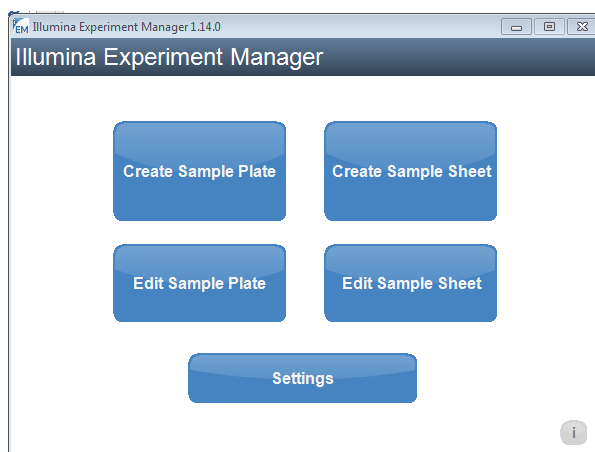 EM Illumina Experiment Manager 1.14.0
Illumina Experiment Manager
Create Sample Plate
Create Sample Sheet
Edit Sample Plate
Edit Sample Sheet
Settings
i